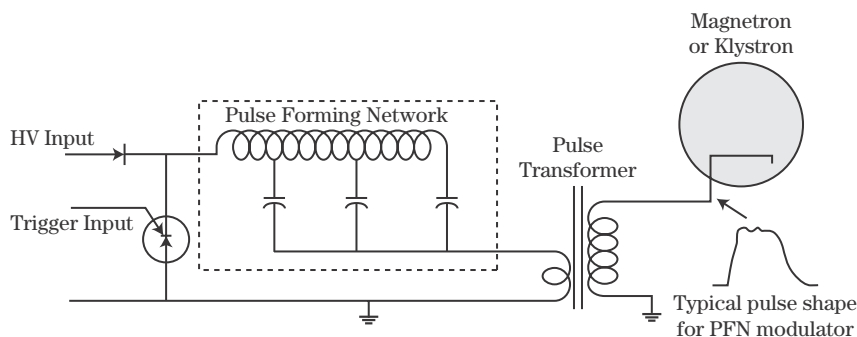 Magnetron
or Klystron
Pulse Forming Network
HV Input
Pulse
Transformer
Trigger Input
Typical pulse shape
for PFN modulator